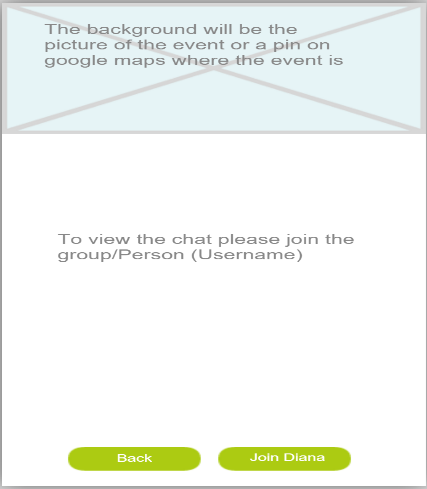 The background will be the
picture of the event or a pin on
google maps where the event is
To view the chat please join the
group/Person (Username)
Back
Join Diana